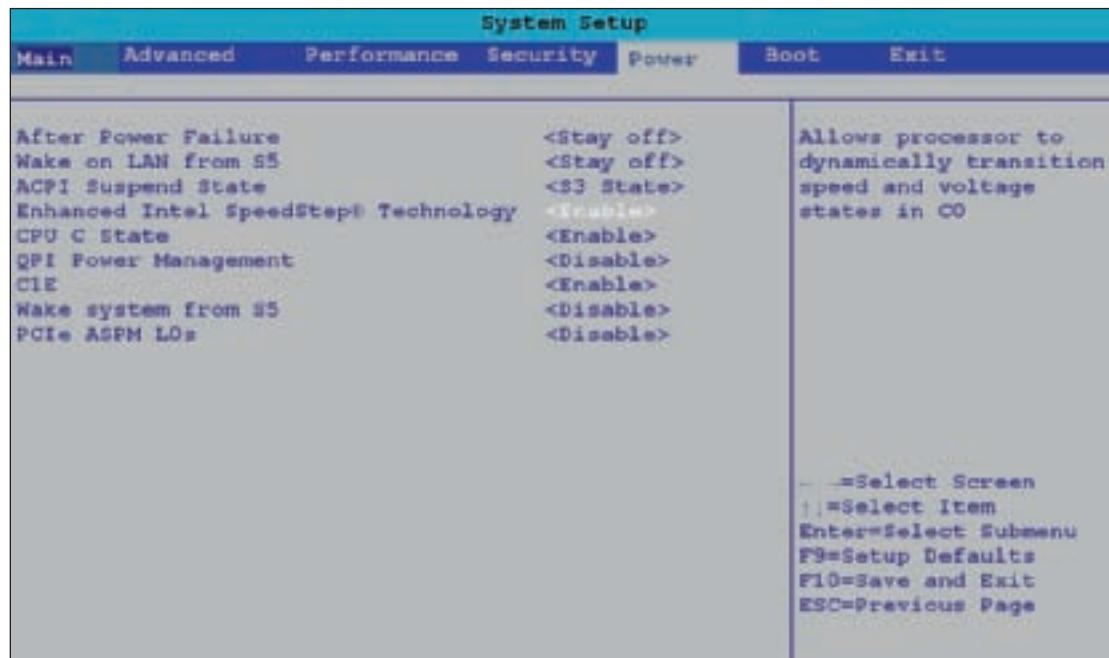 System Setup
Main Advanced Performance Security Power Boot Exit
After Power Failure <Stay off>
Wake on LAN from S5 <Stay off>
ACPI Suspend State <S3 State>
Enhanced Intel SpeedStep® Technology <Enable>
CPU C State <Enable>
QPI Power Management <Disable>
C1E <Enable>
Wake system from S5 <Disable>
PCIe ASPM L0s <Disable>
Allows processor to
dynamically transition
speed and voltage
states in C0
=Select Screen
↑↓=Select Item
Enter=Select Submenu
F9=Setup Defaults
F10=Save and Exit
ESC=Previous Page